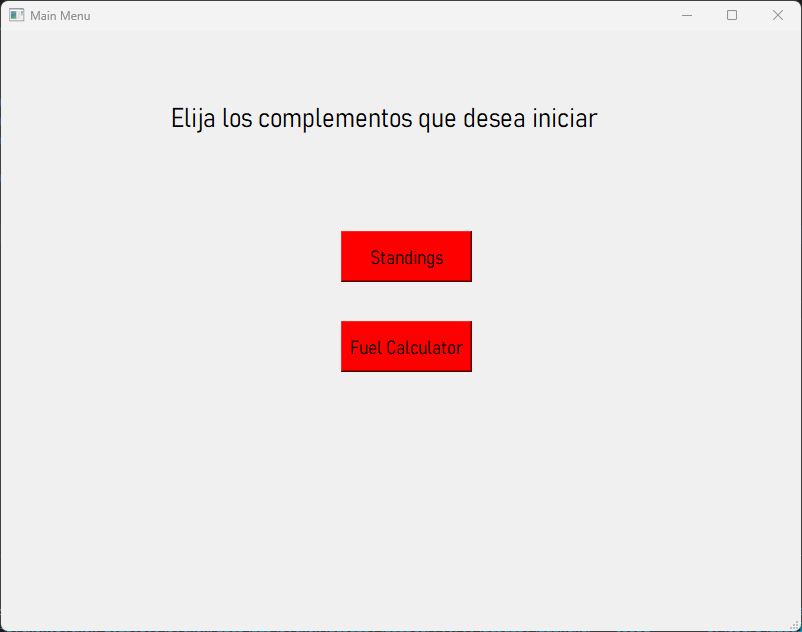 Main Menu
Elija los complementos que desea iniciar
Standings
Fuel Calculator